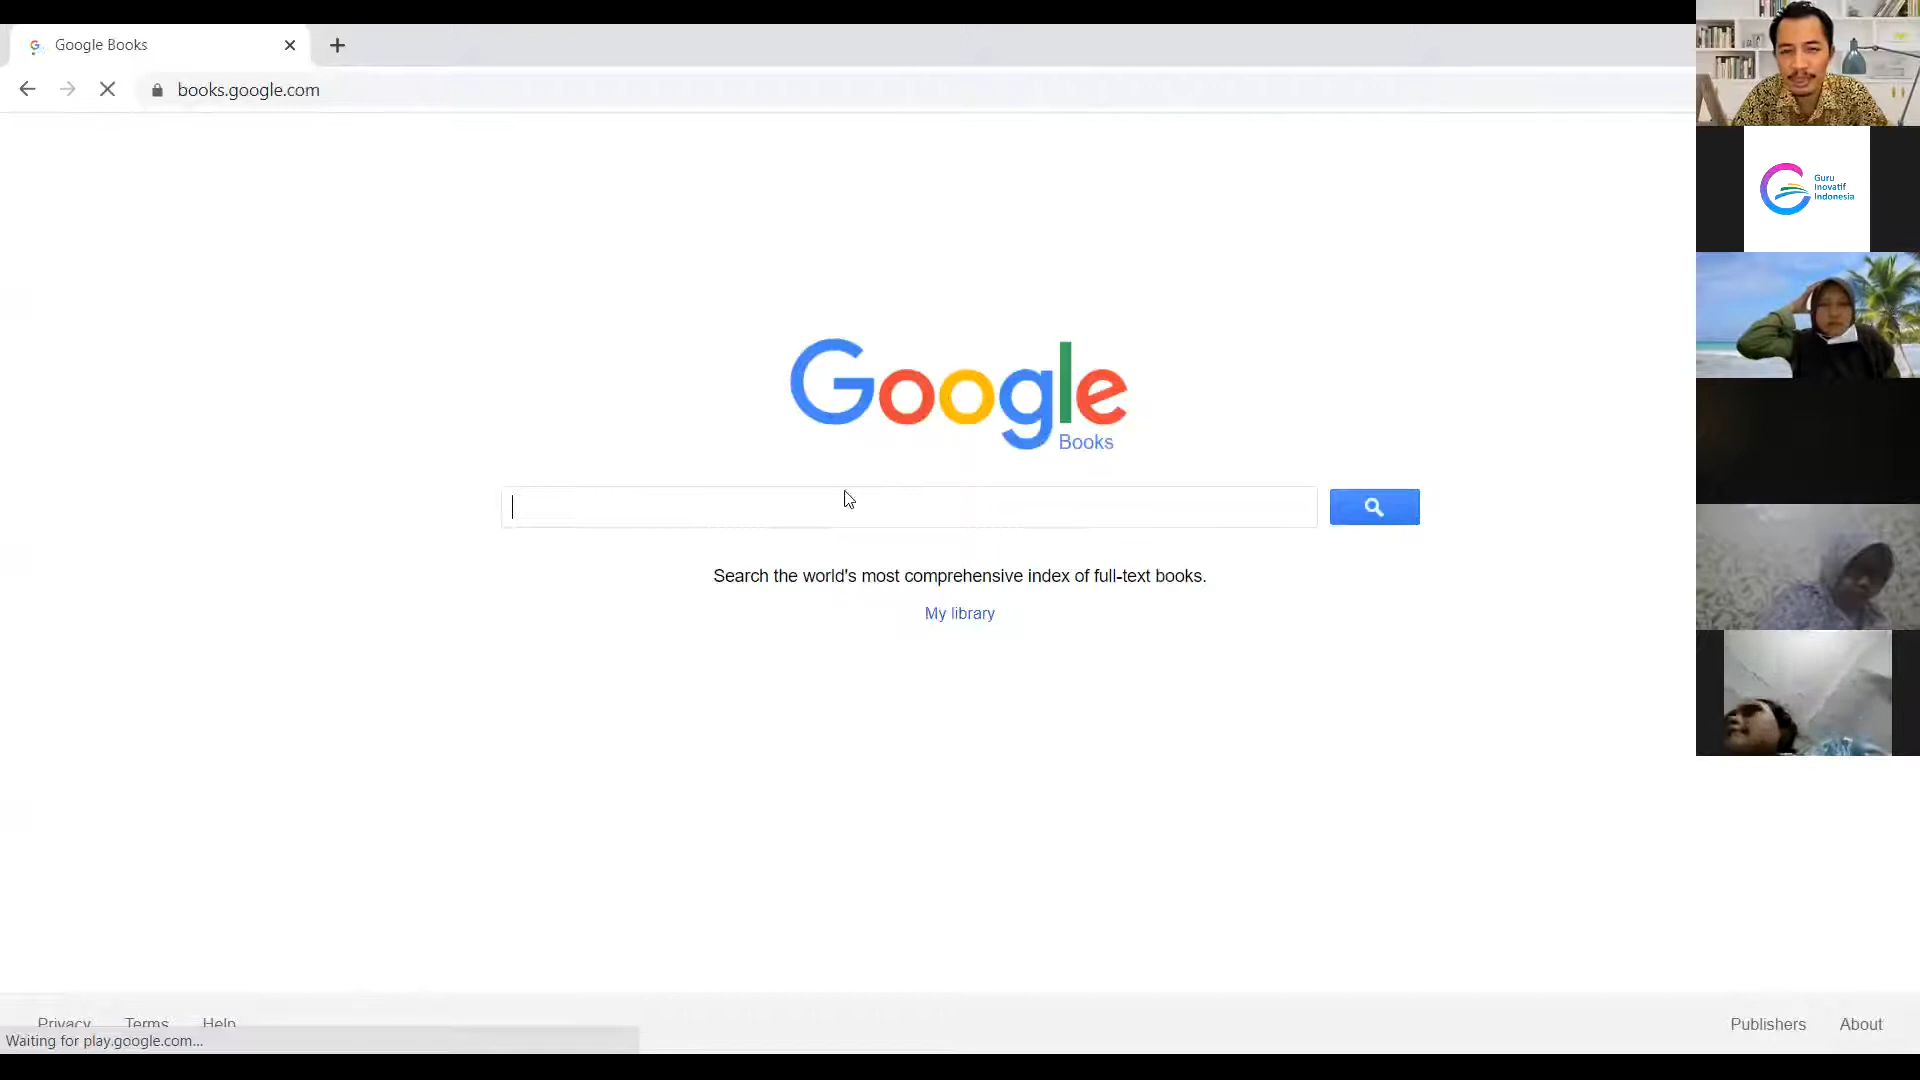 Google Books
books.google.com
Guru
Inovatif
Indonesia
Google
Books
Search the world's most comprehensive index of full-text books.
My library
Privacy Terms Help
Publishers About
Waiting for play.google.com...